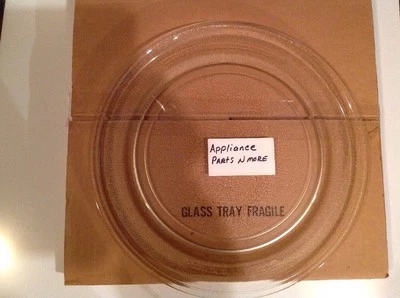 Appliance
PARTS N MORE
GLASS TRAY FRAGILE